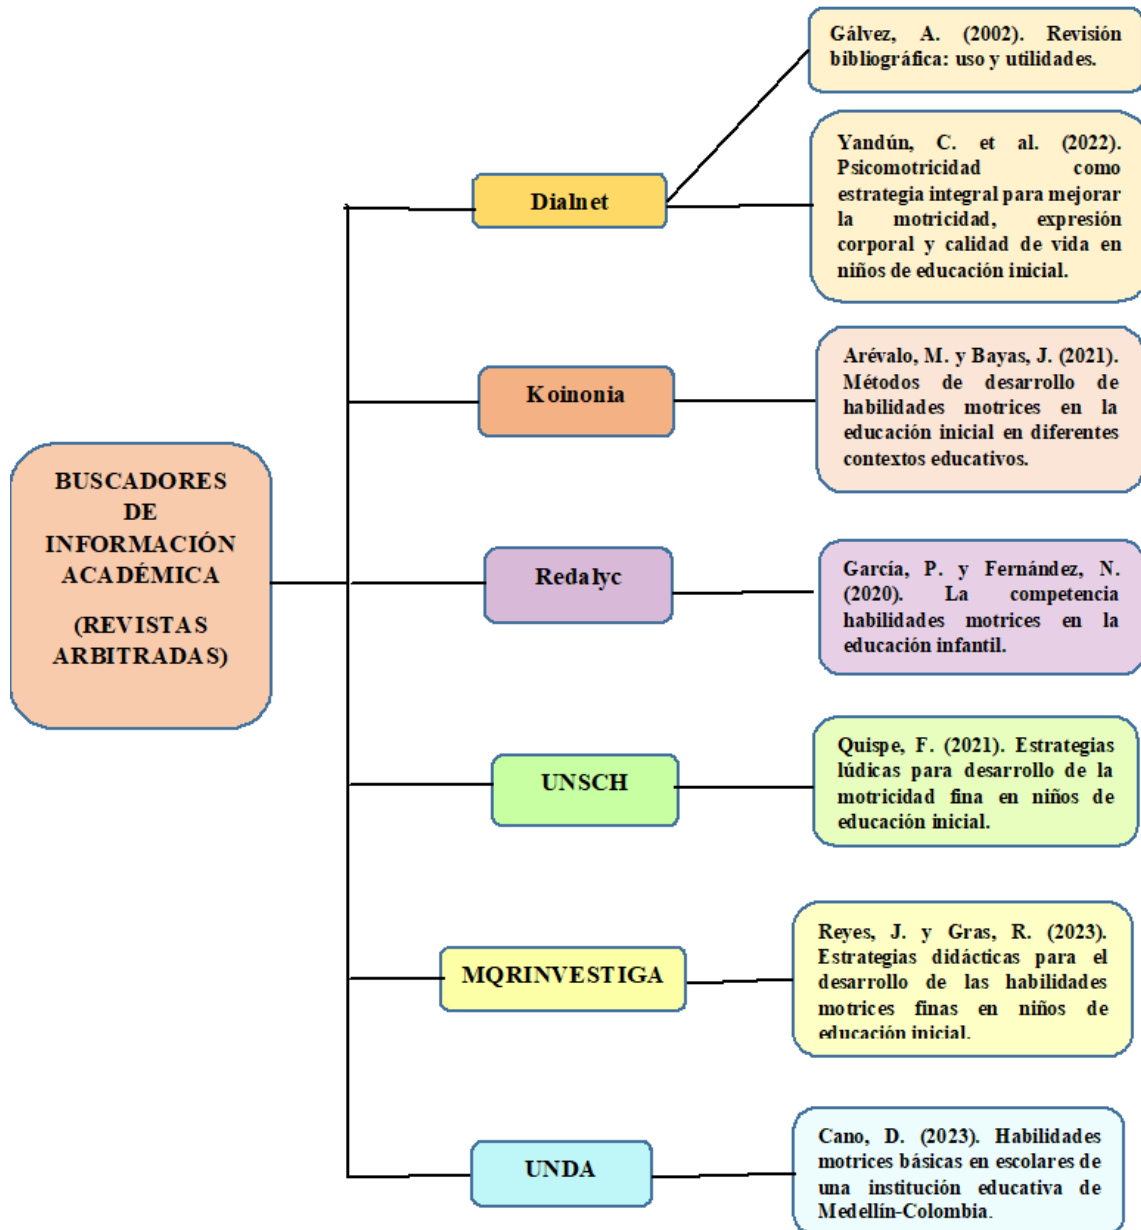 BUSCADORES
DE
INFORMACIÓN
ACADÉMICA
(REVISTAS
ARBITRADAS)
Dialnet
Gálvez, A. (2002). Revisión
bibliográfica: uso y utilidades.
Yandún, C. et al. (2022).
Psicomotricidad como
estrategia integral para mejorar
la motricidad, expresión
corporal y calidad de vida en
niños de educación inicial.
Koinonia
Arévalo, M. y Bayas, J. (2021).
Métodos de desarrollo de
habilidades motrices en la
educación inicial en diferentes
contextos educativos.
Redalyc
García, P. y Fernández, N.
(2020). La competencia
habilidades motrices en la
educación infantil.
UNSCH
Quispe, F. (2021). Estrategias
lúdicas para desarrollo de la
motricidad fina en niños de
educación inicial.
MQRINVESTIGA
Reyes, J. y Gras, R. (2023).
Estrategias didácticas para el
desarrollo de las habilidades
motrices finas en niños de
educación inicial.
UNDA
Cano, D. (2023). Habilidades
motrices básicas en escolares de
una institución educativa de
Medellín-Colombia.